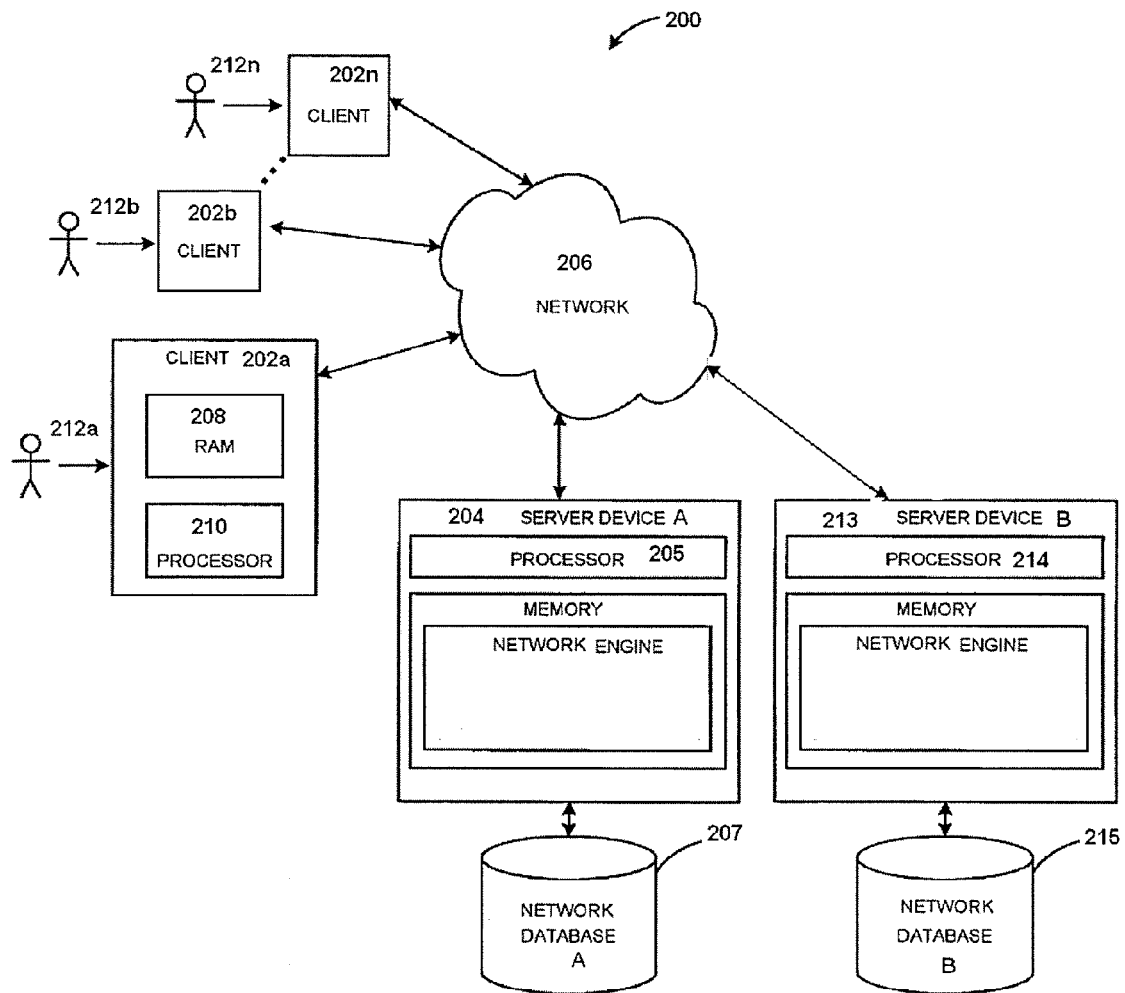 200
212n
202n
CLIENT
212b
202b
CLIENT
206
NETWORK
CLIENT 202a
212a
208
RAM
210
PROCESSOR
204 SERVER DEVICE A
PROCESSOR 205
MEMORY
NETWORK ENGINE
213 SERVER DEVICE B
PROCESSOR 214
MEMORY
NETWORK ENGINE
207
NETWORK
DATABASE
A
215
NETWORK
DATABASE
B